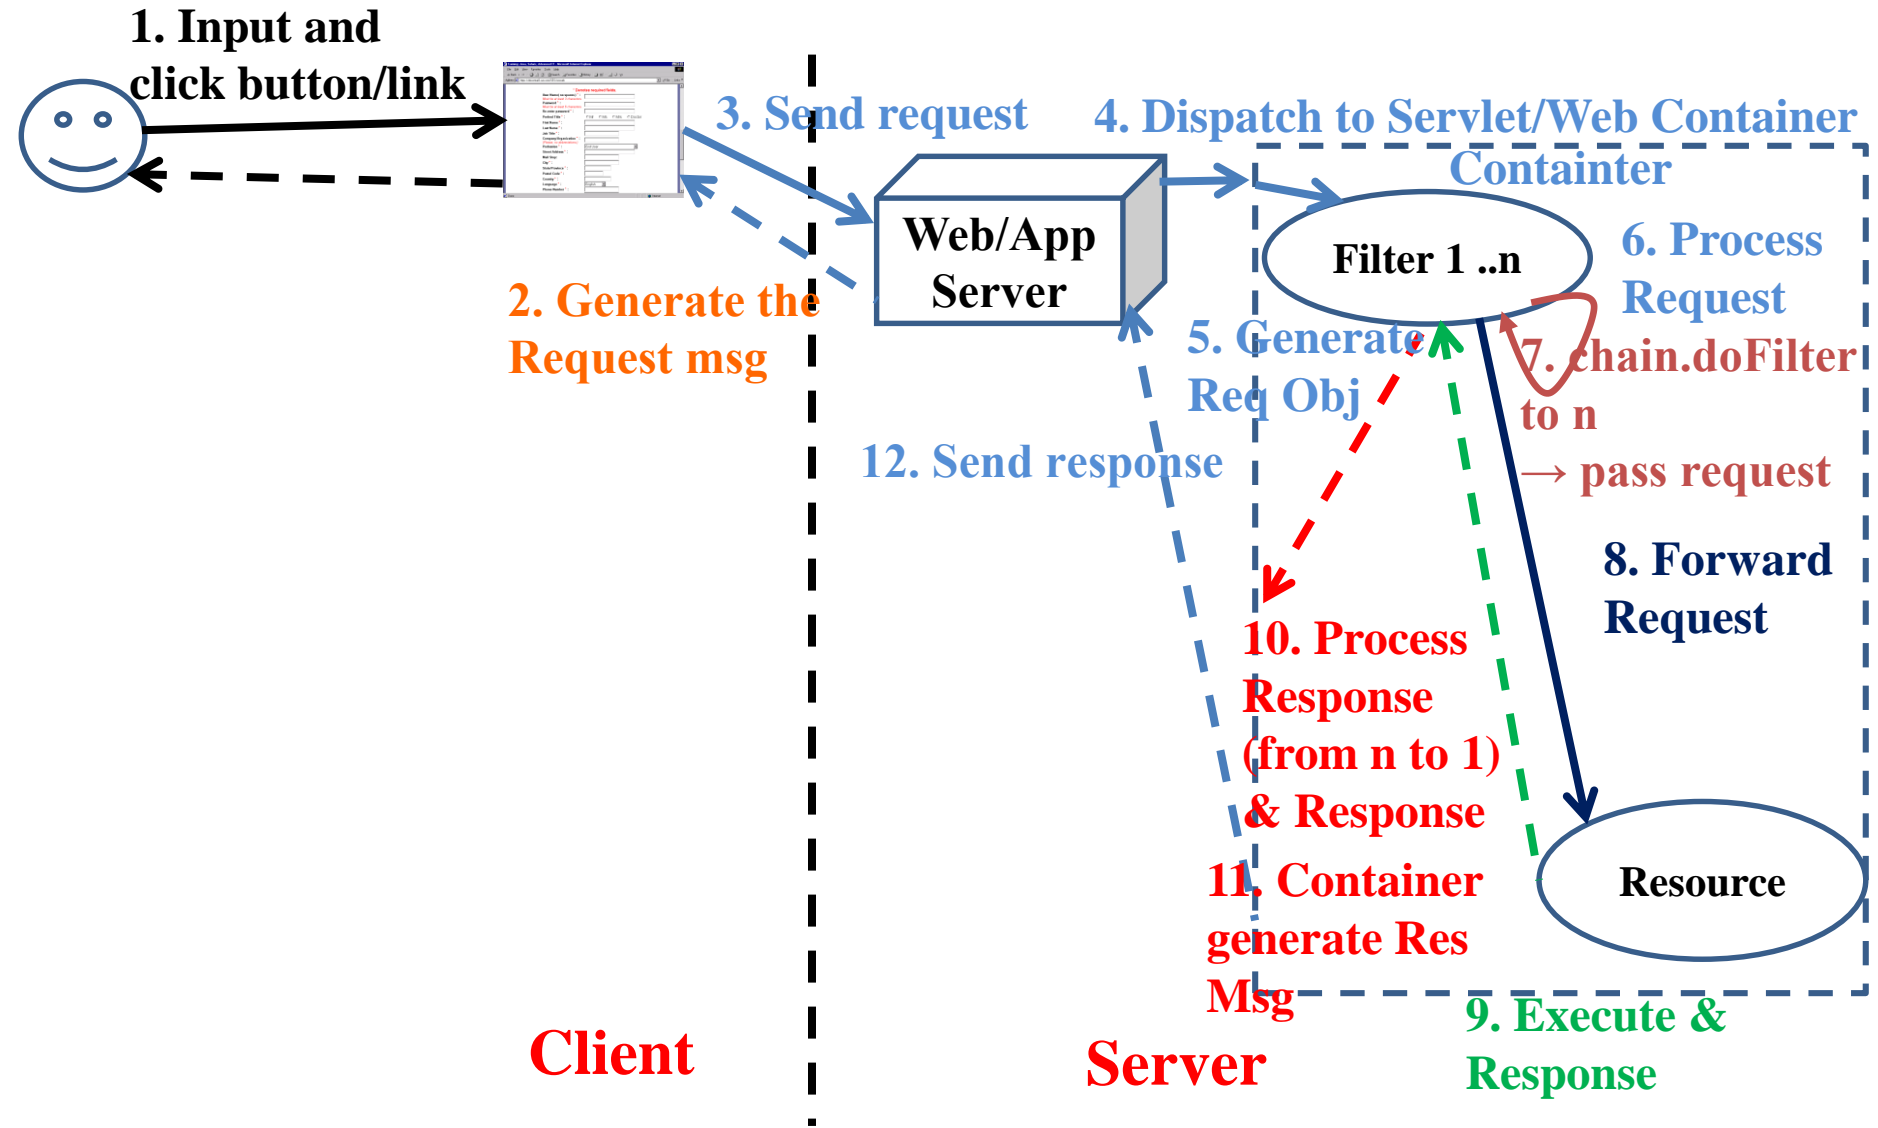 1. Input and
click button/link
3. Send request
4. Dispatch to Servlet/Web Container
Containter
Web/App
Server
Filter 1 ..n
6. Process
Request
2. Generate the
Request msg
5. Generate
Req Obj
7. chain.doFilter
to n
→ pass request
12. Send response
8. Forward
Request
10. Process
Response
(from n to 1)
& Response
11. Container
generate Res
Msg
Resource
9. Execute &
Response
Client
Server